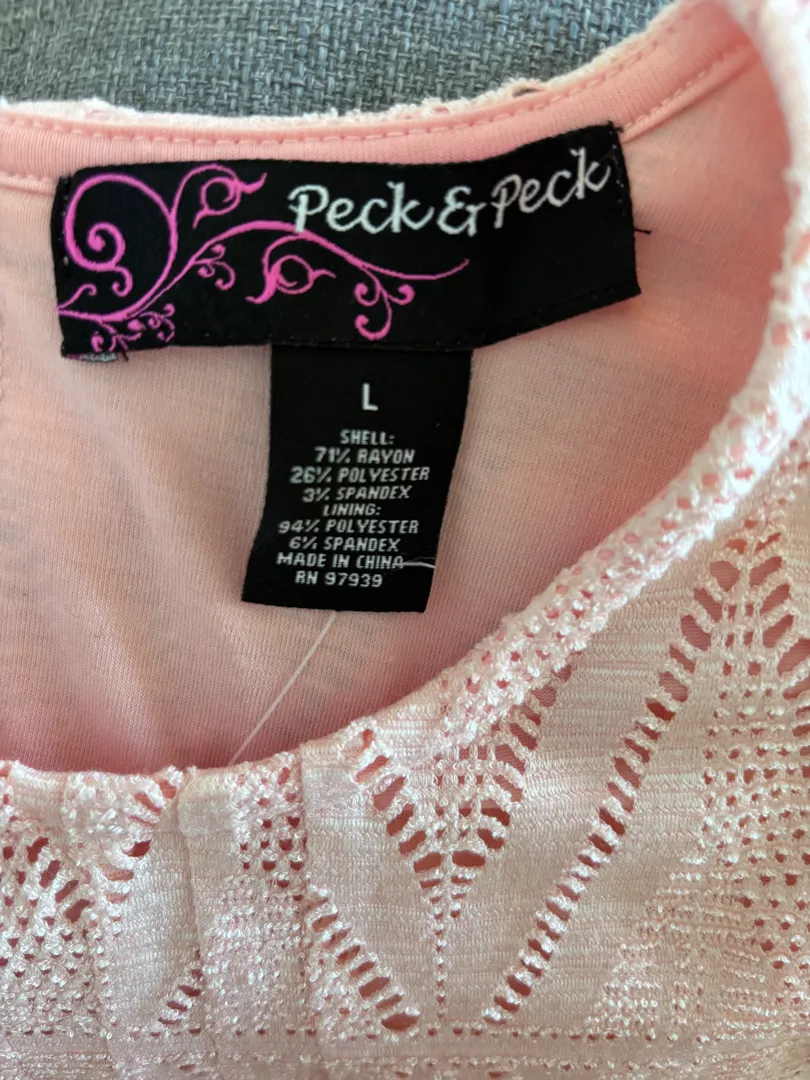 Peck & Peck
L
SHELL:
71% RAYON
26% POLYESTER
3% SPANDEX
LINING:
94% POLYESTER
6% SPANDEX
MADE IN CHINA
RN 97939